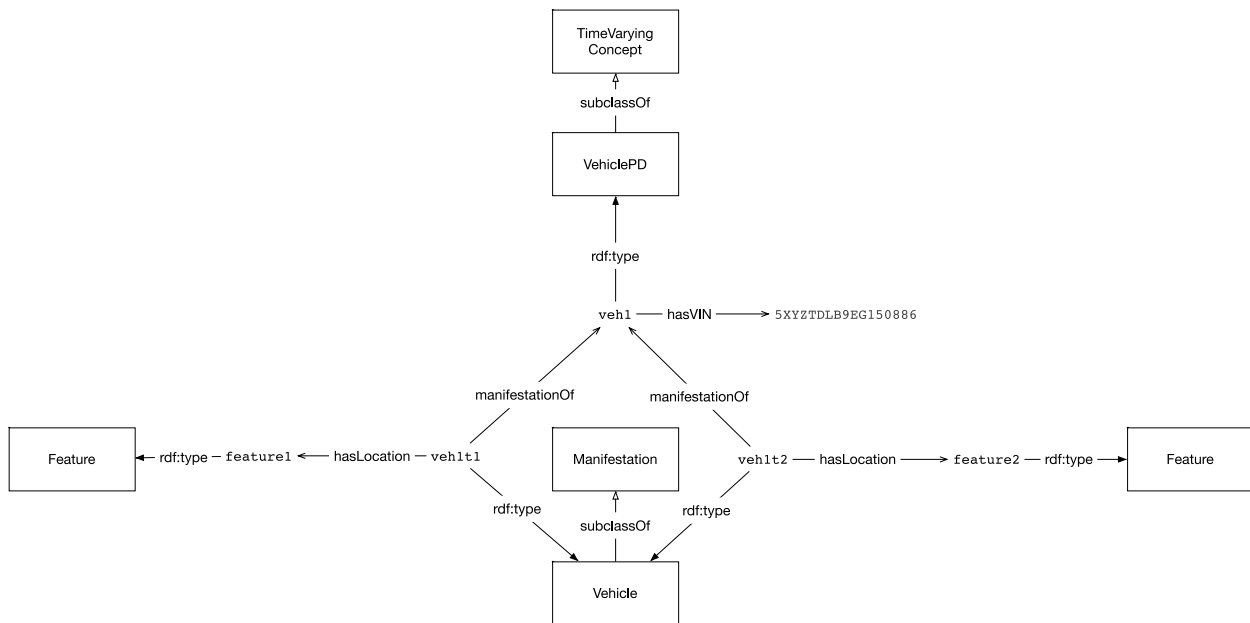 TimeVarying
Concept
subclassOf
VehiclePD
rdf:type
veh1
hasVIN
5XYZTDLB9EG150886
manifestationOf
manifestationOf
Feature
rdf:type
feature1
hasLocation
veh1t1
Manifestation
veh1t2
hasLocation
feature2
rdf:type
Feature
rdf:type
subclassOf
rdf:type
Vehicle